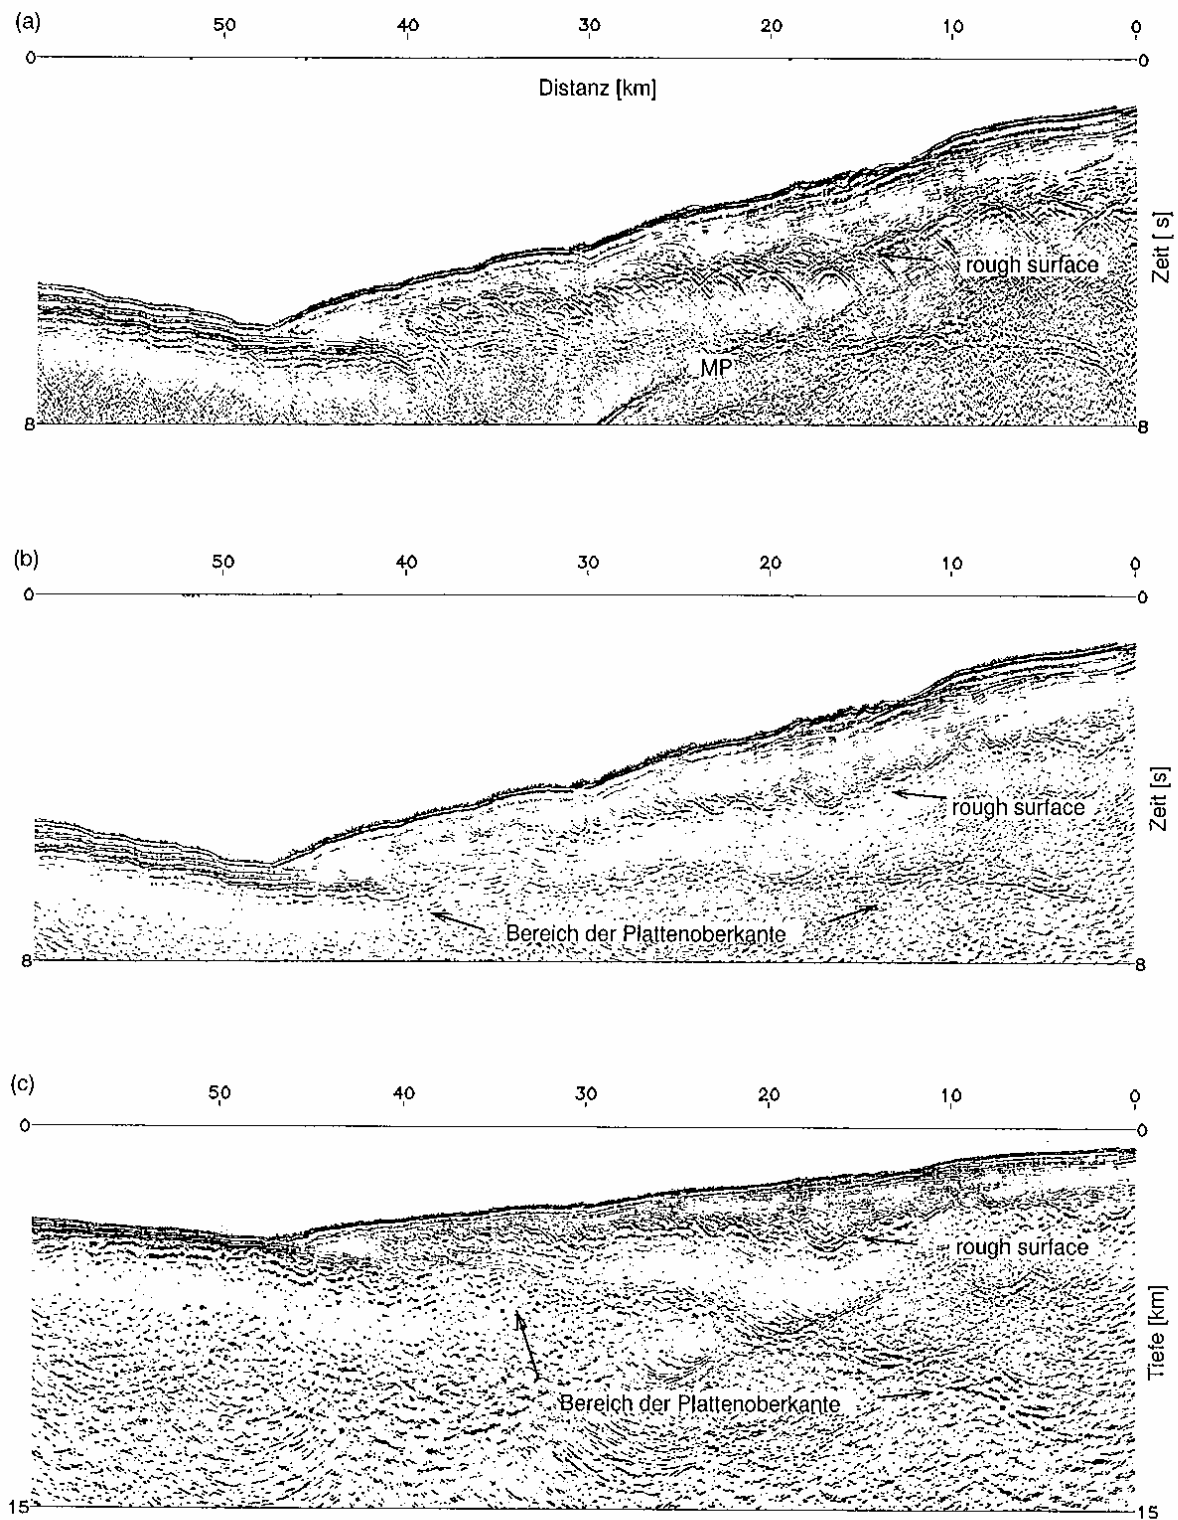 (a)
50 40 30 20 10 0
0 0
Distanz [km]
Zeit [ s]
rough surface
MP
8 8
(b)
50 40 30 20 10 0
0 0
Zeit [s]
rough surface
Bereich der Plattenoberkante
8 8
(c)
50 40 30 20 10 0
0 0
rough surface
Tiefe [km]
Bereich der Plattenoberkante
15 15